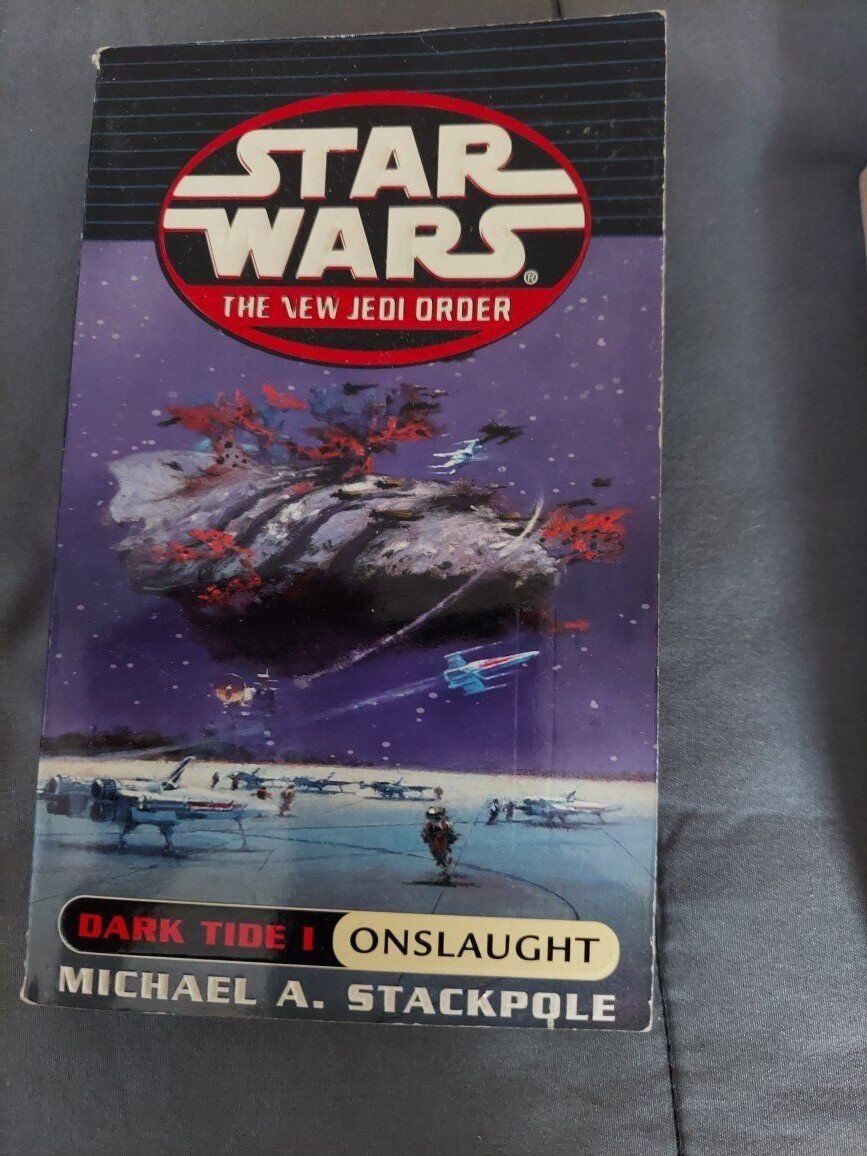 STAR
WARS®
THE NEW JEDI ORDER
DARK TIDE I ONSLAUGHT
MICHAEL A. STACKPOLE